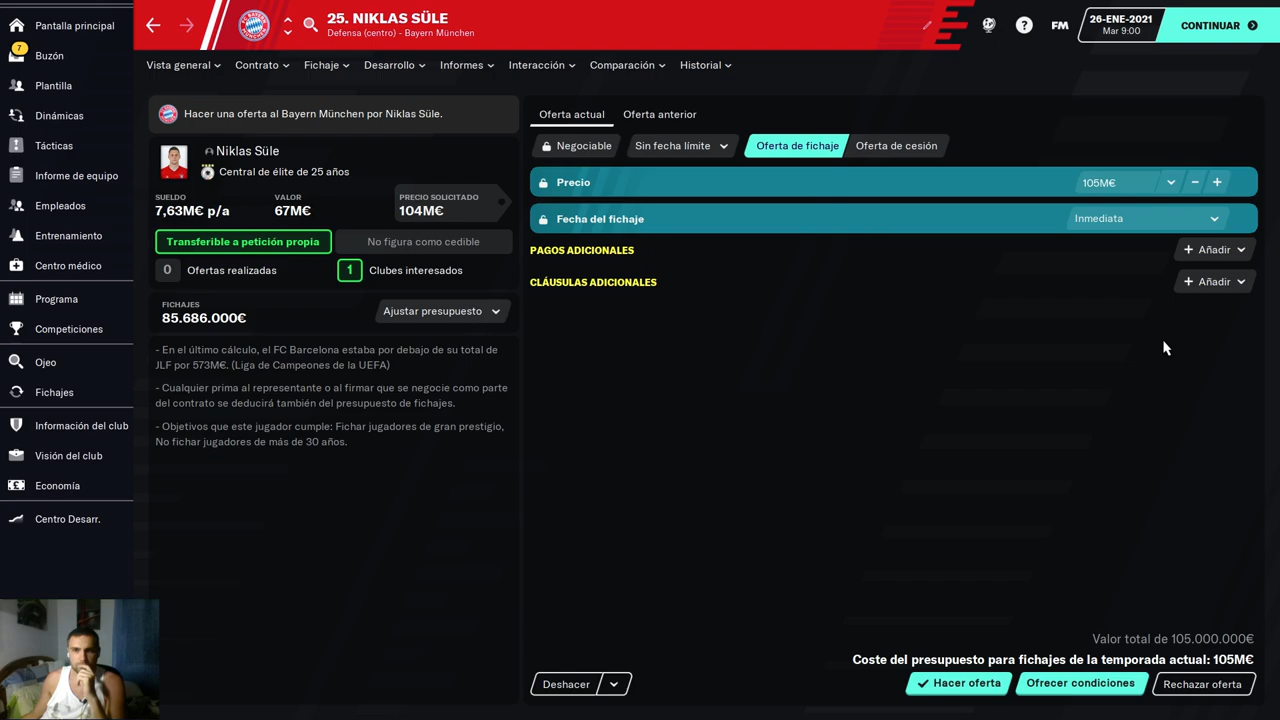 Pantalla principal
7
Buzón
Plantilla
Dinámicas
Tácticas
Informe de equipo
Empleados
Entrenamiento
Centro médico
Programa
Competiciones
Ojeo
Fichajes
Información del club
Visión del club
Economía
Centro Desarr.
25. NIKLAS SÜLE
Defensa (centro) - Bayern München
FM
26-ENE-2021
Mar 9:00
CONTINUAR
Vista general
Contrato
Fichaje
Desarrollo
Informes
Interacción
Comparación
Historial
Hacer una oferta al Bayern München por Niklas Süle.
Niklas Süle
Central de élite de 25 años
SUELDO
7,63M€ p/a
VALOR
67M€
PRECIO SOLICITADO
104M€
Transferible a petición propia
No figura como cedible
0 Ofertas realizadas
1 Clubes interesados
FICHAJES
85.686.000€
Ajustar presupuesto
- En el último cálculo, el FC Barcelona estaba por debajo de su total de
JLF por 573M€. (Liga de Campeones de la UEFA)
- Cualquier prima al representante o al firmar que se negocie como parte
del contrato se deducirá también del presupuesto de fichajes.
- Objetivos que este jugador cumple: Fichar jugadores de gran prestigio,
No fichar jugadores de más de 30 años.
Oferta actual
Oferta anterior
Negociable
Sin fecha límite
Oferta de fichaje
Oferta de cesión
Precio
105M€
Fecha del fichaje
Inmediata
PAGOS ADICIONALES
+ Añadir
CLÁUSULAS ADICIONALES
+ Añadir
Valor total de 105.000.000€
Coste del presupuesto para fichajes de la temporada actual: 105M€
Deshacer
Hacer oferta
Ofrecer condiciones
Rechazar oferta